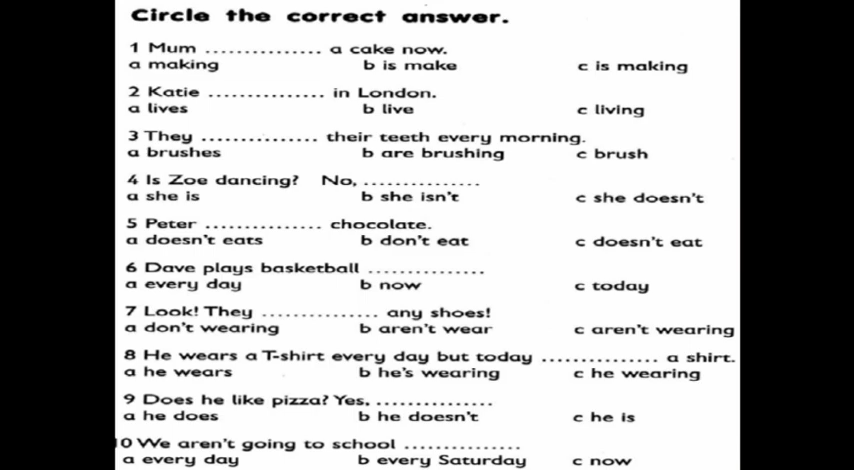 Circle the correct answer.
1 Mum .............. a cake now.
a making b is make c is making
2 Katie .............. in London.
a lives b live c living
3 They .............. their teeth every morning.
a brushes b are brushing c brush
4 Is Zoe dancing? No, ..............
a she is b she isn't c she doesn't
5 Peter .............. chocolate.
a doesn't eats b don't eat c doesn't eat
6 Dave plays basketball ..............
a every day b now c today
7 Look! They .............. any shoes!
a don't wearing b aren't wear c aren't wearing
8 He wears a T-shirt every day but today .............. a shirt.
a he wears b he's wearing c he wearing
9 Does he like pizza? Yes, ..............
a he does b he doesn't c he is
10 We aren't going to school ..............
a every day b every Saturday c now